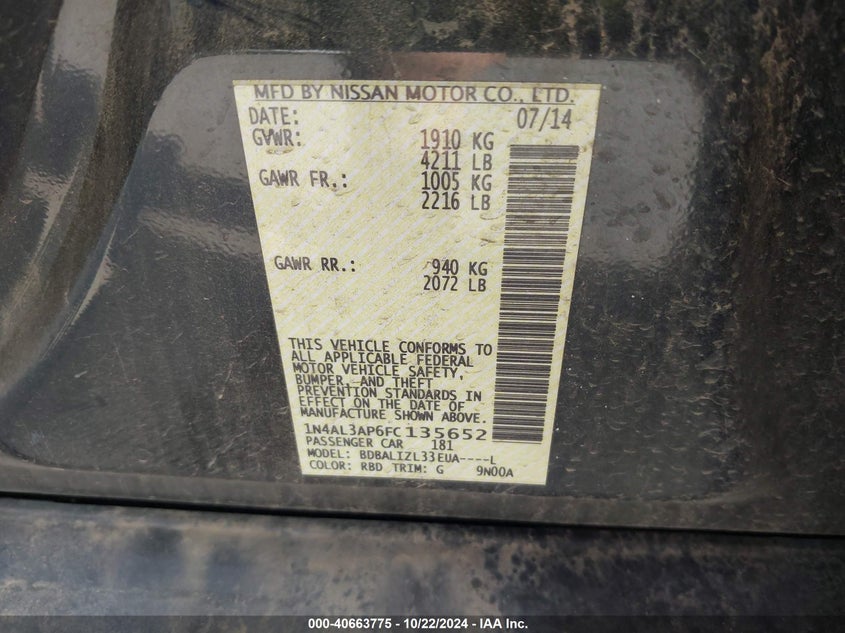 MFD BY NISSAN MOTOR CO., LTD.
DATE: 07/14
GVWR: 1910 KG
4211 LB
GAWR FR.: 1005 KG
2216 LB
GAWR RR.: 940 KG
2072 LB
THIS VEHICLE CONFORMS TO
ALL APPLICABLE FEDERAL
MOTOR VEHICLE SAFETY,
BUMPER, AND THEFT
PREVENTION STANDARDS IN
EFFECT ON THE DATE OF
MANUFACTURE SHOWN ABOVE.
1N4AL3AP6FC135652
PASSENGER CAR 181
MODEL: BDBALIZL33EUA----L
COLOR: RBD TRIM: G 9N00A
000-40663775 - 10/22/2024 - IAA Inc.